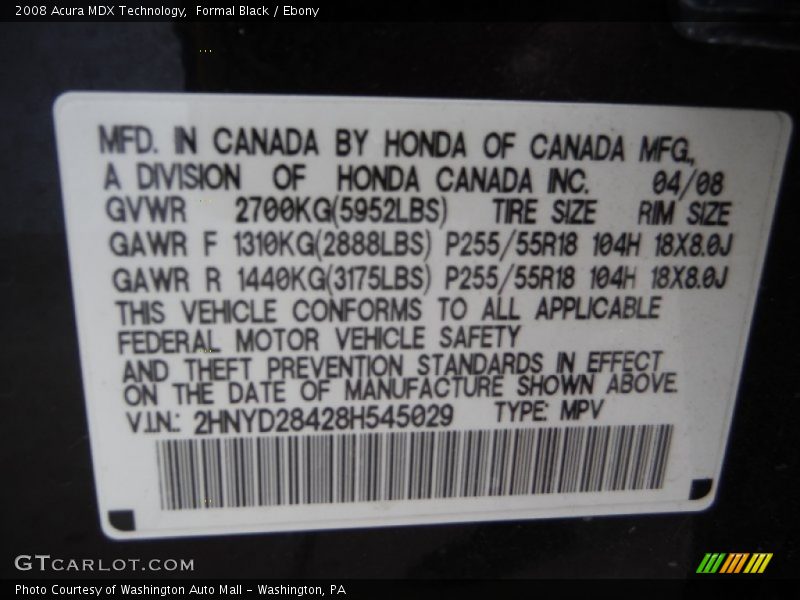 2008 Acura MDX Technology, Formal Black / Ebony
MFD. IN CANADA BY HONDA OF CANADA MFG.,
A DIVISION OF HONDA CANADA INC. 04/08
GVWR 2700KG(5952LBS) TIRE SIZE RIM SIZE
GAWR F 1310KG(2888LBS) P255/55R18 104H 18X8.0J
GAWR R 1440KG(3175LBS) P255/55R18 104H 18X8.0J
THIS VEHICLE CONFORMS TO ALL APPLICABLE
FEDERAL MOTOR VEHICLE SAFETY
AND THEFT PREVENTION STANDARDS IN EFFECT
ON THE DATE OF MANUFACTURE SHOWN ABOVE.
V.I.N.: 2HNYD28428H545029 TYPE: MPV
GTCARLOT.COM
Photo Courtesy of Washington Auto Mall - Washington, PA